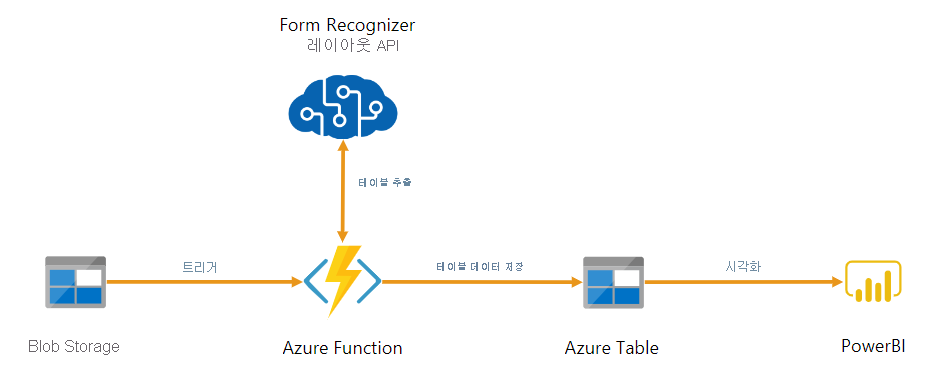 Form Recognizer
레이아웃 API
테이블 추출
트리거
테이블 데이터 저장
시각화
Blob Storage
Azure Function
Azure Table
PowerBI